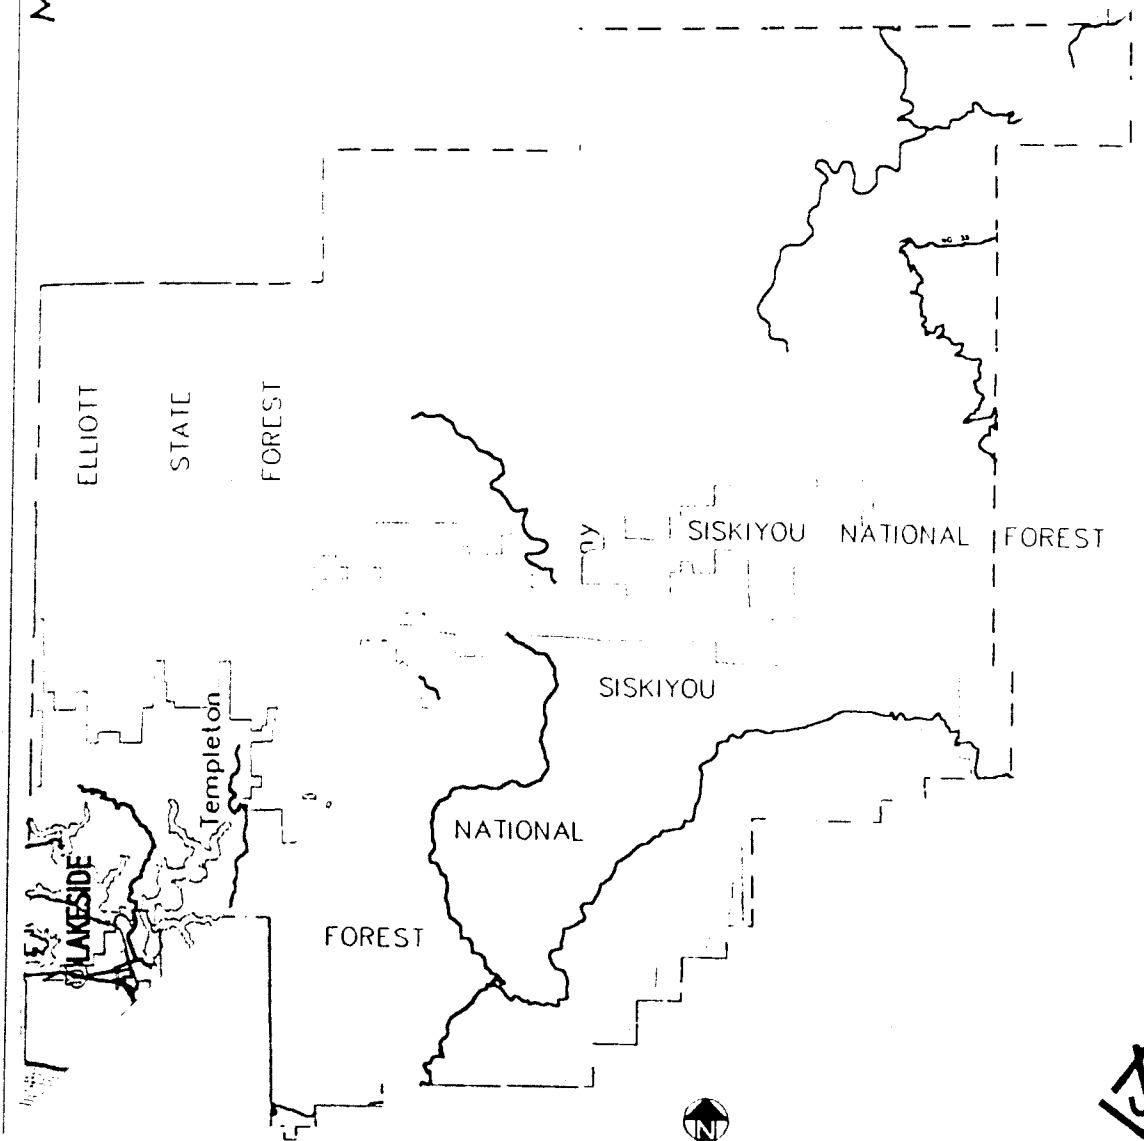 ELLIOTT
STATE
FOREST
SISKIYOU NATIONAL FOREST
SISKIYOU
Templeton
NATIONAL
LAKESIDE
FOREST
N